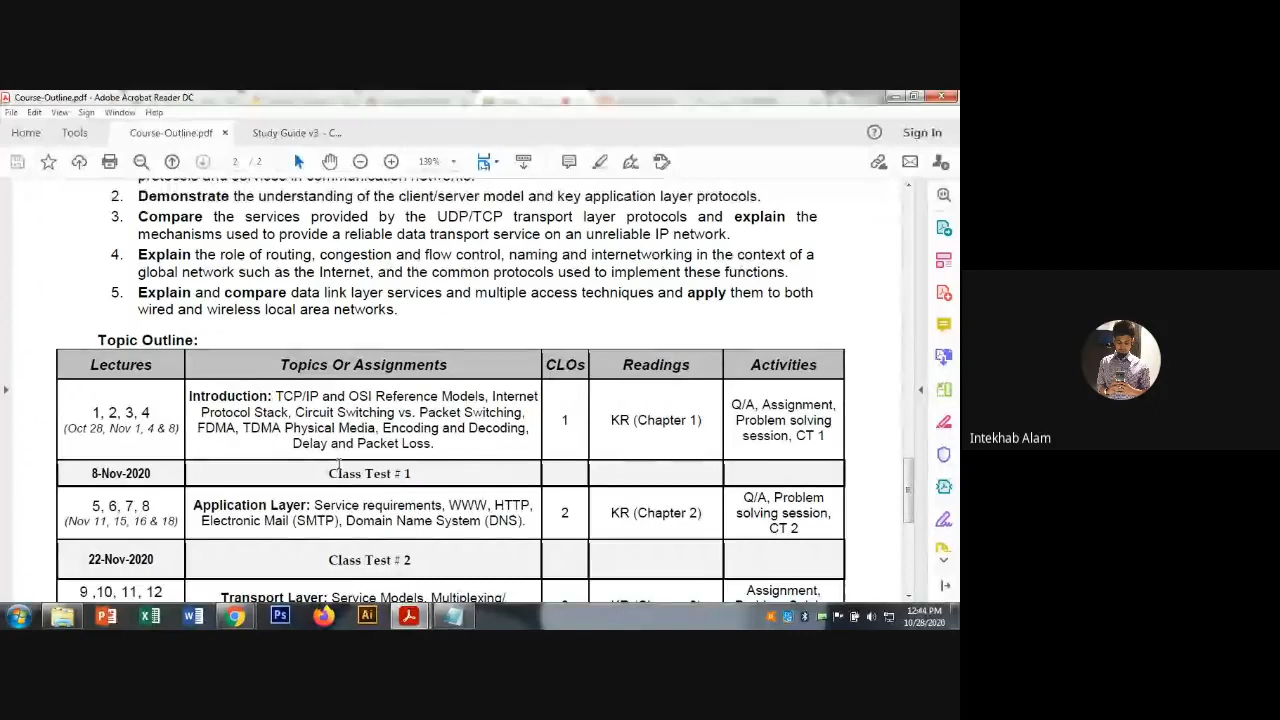 Course-Outline.pdf - Adobe Acrobat Reader DC
File Edit View Sign Window Help
Home Tools Course-Outline.pdf × Study Guide v3 - C... Sign In
2 / 2 139%
protocols and services in communication networks.
2. Demonstrate the understanding of the client/server model and key application layer protocols.
3. Compare the services provided by the UDP/TCP transport layer protocols and explain the
mechanisms used to provide a reliable data transport service on an unreliable IP network.
4. Explain the role of routing, congestion and flow control, naming and internetworking in the context of a
global network such as the Internet, and the common protocols used to implement these functions.
5. Explain and compare data link layer services and multiple access techniques and apply them to both
wired and wireless local area networks.
Topic Outline:
Lectures Topics Or Assignments CLOs Readings Activities
1, 2, 3, 4
(Oct 28, Nov 1, 4 & 8)
Introduction: TCP/IP and OSI Reference Models, Internet
Protocol Stack, Circuit Switching vs. Packet Switching,
FDMA, TDMA Physical Media, Encoding and Decoding,
Delay and Packet Loss.
1
KR (Chapter 1)
Q/A, Assignment,
Problem solving
session, CT 1
8-Nov-2020 Class Test # 1
5, 6, 7, 8
(Nov 11, 15, 16 & 18)
Application Layer: Service requirements, WWW, HTTP,
Electronic Mail (SMTP), Domain Name System (DNS).
2
KR (Chapter 2)
Q/A, Problem
solving session,
CT 2
22-Nov-2020 Class Test # 2
9 ,10, 11, 12
Transport Layer: Service Models, Multiplexing/
Assignment,
12:44 PM
10/28/2020
Intekhab Alam